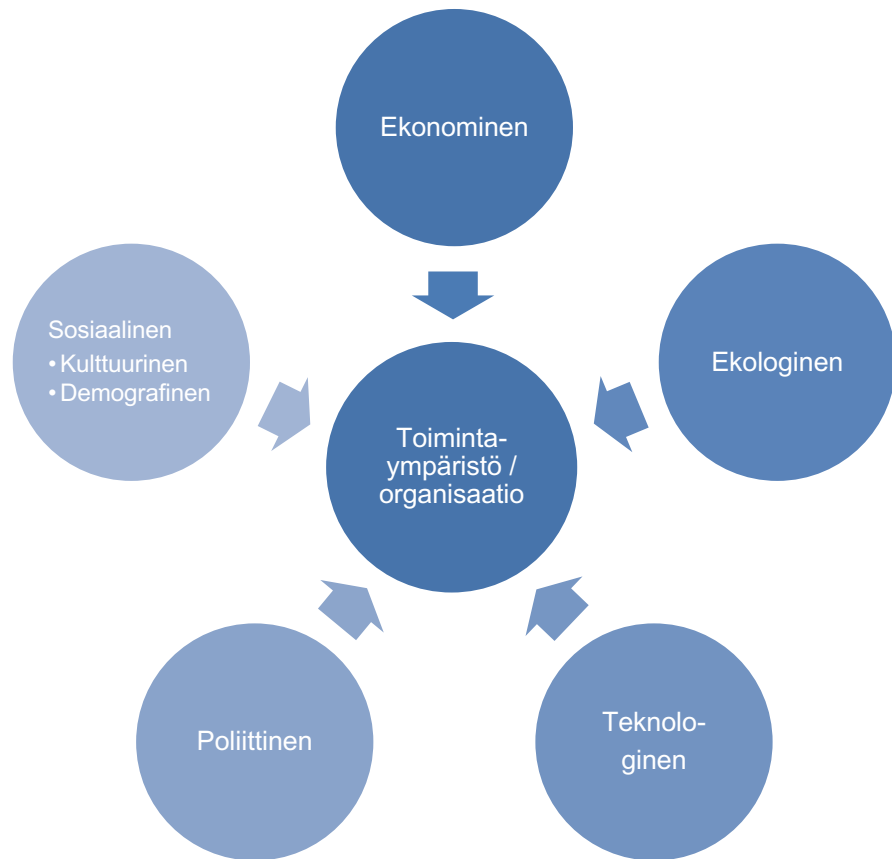 Ekonominen
Sosiaalinen
• Kulttuurinen
• Demografinen
Ekologinen
Toiminta-
ympäristö /
organisaatio
Poliittinen
Teknolo-
ginen